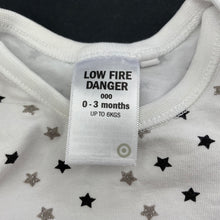 LOW FIRE
DANGER
000
0 - 3 months
UP TO 6KGS